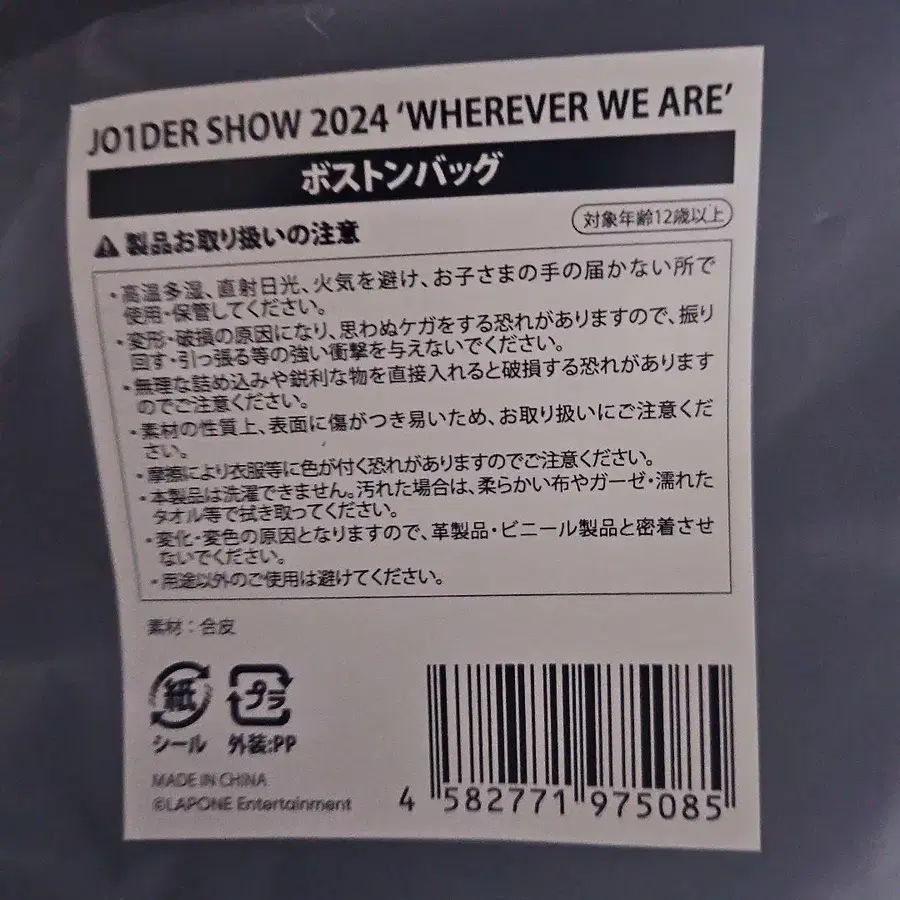 JO1DER SHOW 2024 ‘WHEREVER WE ARE’
ボストンバッグ
製品お取り扱いの注意
対象年齢12歳以上
・高温多湿、直射日光、火気を避け、お子さまの手の届かない所で
使用・保管してください。
・変形・破損の原因になり、思わぬケガをする恐れがありますので、振り
回す・引っ張る等の強い衝撃を与えないでください。
・無理な詰め込みや鋭利な物を直接入れると破損する恐れがあります
のでご注意ください。
・素材の性質上、表面に傷がつき易いため、お取り扱いにご注意くだ
さい。
・摩擦により衣服等に色が付く恐れがありますのでご注意ください。
・本製品は洗濯できません。汚れた場合は、柔らかい布やガーゼ・濡れた
タオル等で拭き取ってください。
・変化・変色の原因となりますので、革製品・ビニール製品と密着させ
ないでください。
・用途以外のご使用は避けてください。
素材：合皮
紙 プラ
シール 外装:PP
MADE IN CHINA
©LAPONE Entertainment
4 582771 975085